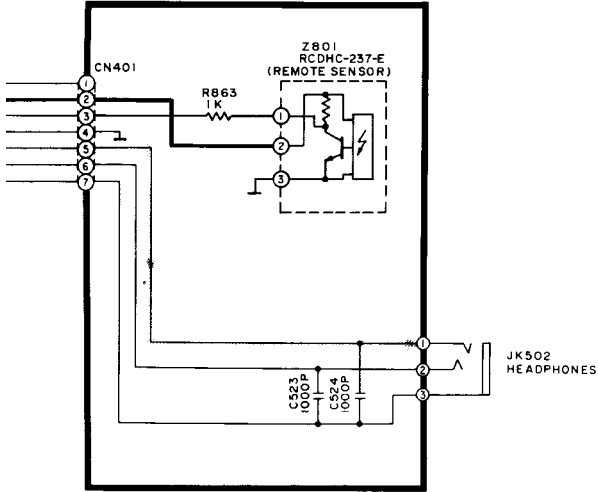 Z801
RCDHC-237-E
(REMOTE SENSOR)
CN401
R863
1K
1
2
3
4
5
6
7
1
2
3
C523
1000P
C524
1000P
1
2
3
JK502
HEADPHONES